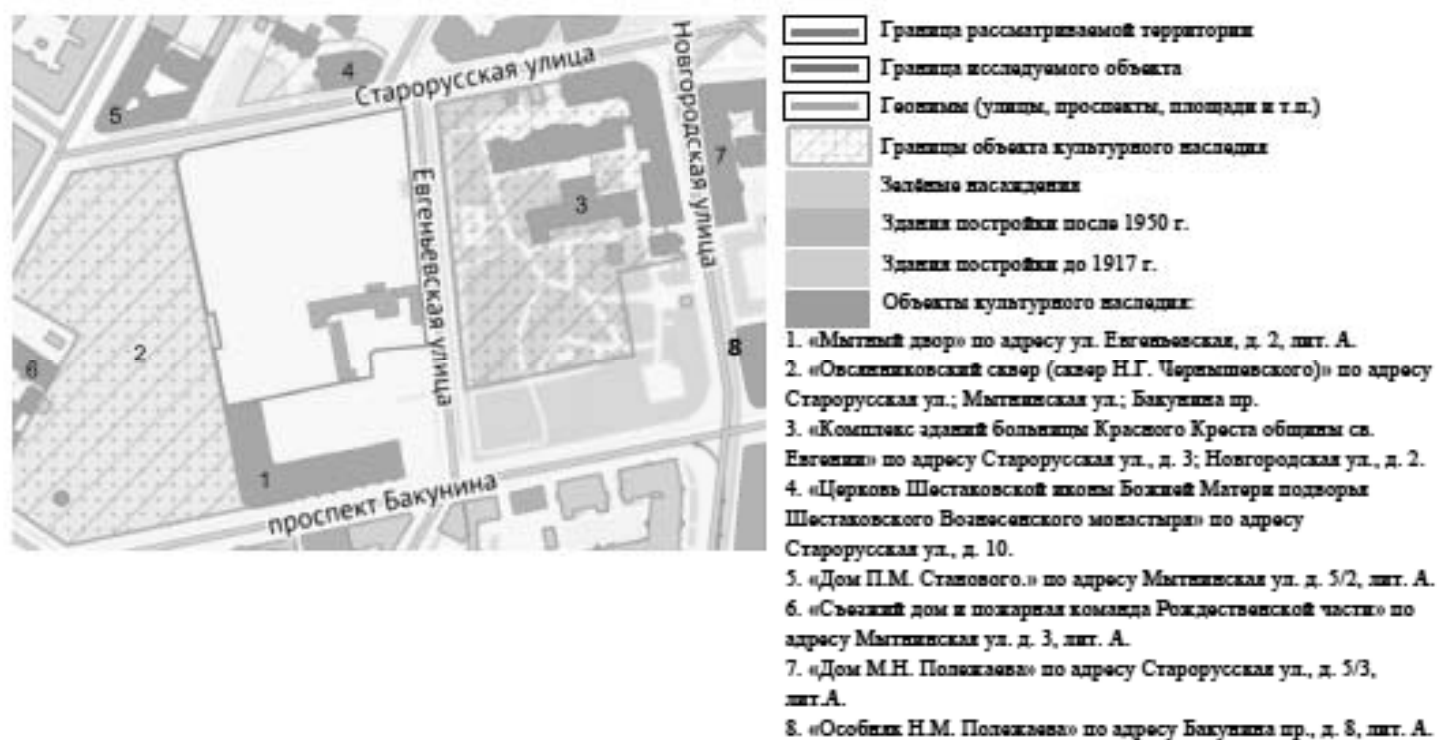 Старорусская улица
Новгородская улица
Евгеньевская улица
проспект Бакунина
4
5
7
3
2
6
8
1
Граница рассматриваемой территории
Граница исследуемого объекта
Геонимы (улицы, проспекты, площади и т.п.)
Границы объекта культурного наследия
Зелёные насаждения
Здания постройки после 1950 г.
Здания постройки до 1917 г.
Объекты культурного наследия:
1. «Мытный двор» по адресу ул. Евгеньевская, д. 2, лит. А.
2. «Овсянниковский сквер (сквер Н.Г. Чернышевского)» по адресу
Старорусская ул.; Мытнинская ул.; Бакунина пр.
3. «Комплекс зданий больницы Красного Креста общины св.
Евгении» по адресу Старорусская ул., д. 3; Новгородская ул., д. 2.
4. «Церковь Шестаковской иконы Божией Матери подворья
Шестаковского Вознесенского монастыря» по адресу
Старорусская ул., д. 10.
5. «Дом П.М. Станового.» по адресу Мытнинская ул. д. 5/2, лит. А.
6. «Съезжий дом и пожарная команда Рождественской части» по
адресу Мытнинская ул. д. 3, лит. А.
7. «Дом М.Н. Полежаева» по адресу Старорусская ул., д. 5/3,
лит.А.
8. «Особняк Н.М. Полежаева» по адресу Бакунина пр., д. 8, лит. А.